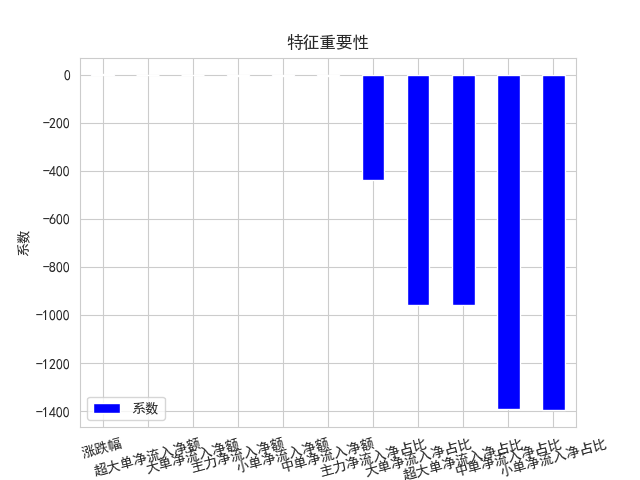 特征重要性
系数
0
−200
−400
−600
−800
−1000
−1200
−1400
系数
涨跌幅
超大单净流入净额
大单净流入净额
主力净流入净额
小单净流入净额
中单净流入净额
主力净流入净占比
大单净流入净占比
超大单净流入净占比
中单净流入净占比
小单净流入净占比